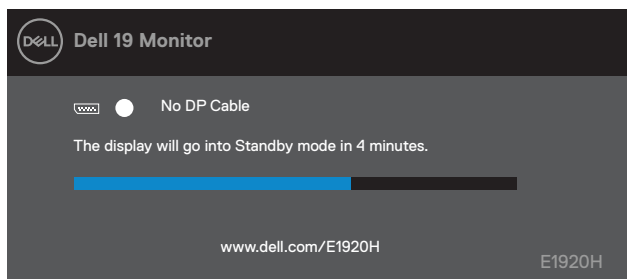 DELL
Dell 19 Monitor
No DP Cable
The display will go into Standby mode in 4 minutes.
www.dell.com/E1920H
E1920H